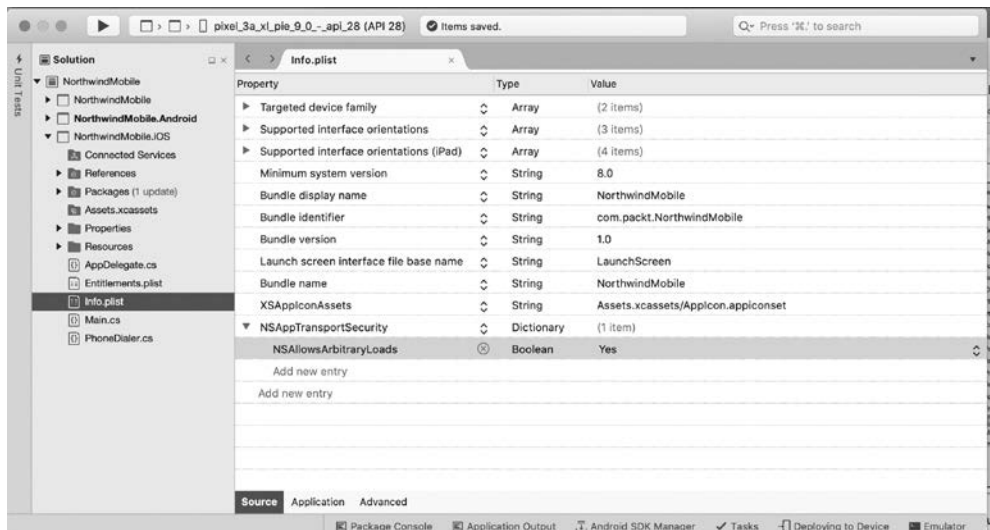 pixel_3a_xl_pie_9_0_-_api_28 (API 28)
Items saved.
Press '⌘.' to search
Unit Tests
Solution
NorthwindMobile
NorthwindMobile
NorthwindMobile.Android
NorthwindMobile.iOS
Connected Services
References
Packages (1 update)
Assets.xcassets
Properties
Resources
AppDelegate.cs
Entitlements.plist
Info.plist
Main.cs
PhoneDialer.cs
Info.plist
Property Type Value
Targeted device family Array (2 items)
Supported interface orientations Array (3 items)
Supported interface orientations (iPad) Array (4 items)
Minimum system version String 8.0
Bundle display name String NorthwindMobile
Bundle identifier String com.packt.NorthwindMobile
Bundle version String 1.0
Launch screen interface file base name String LaunchScreen
Bundle name String NorthwindMobile
XSAppIconAssets String Assets.xcassets/AppIcon.appiconset
NSAppTransportSecurity Dictionary (1 item)
NSAllowsArbitraryLoads Boolean Yes
Add new entry
Add new entry
Source Application Advanced
Package Console Application Output Android SDK Manager Tasks Deploying to Device Emulator